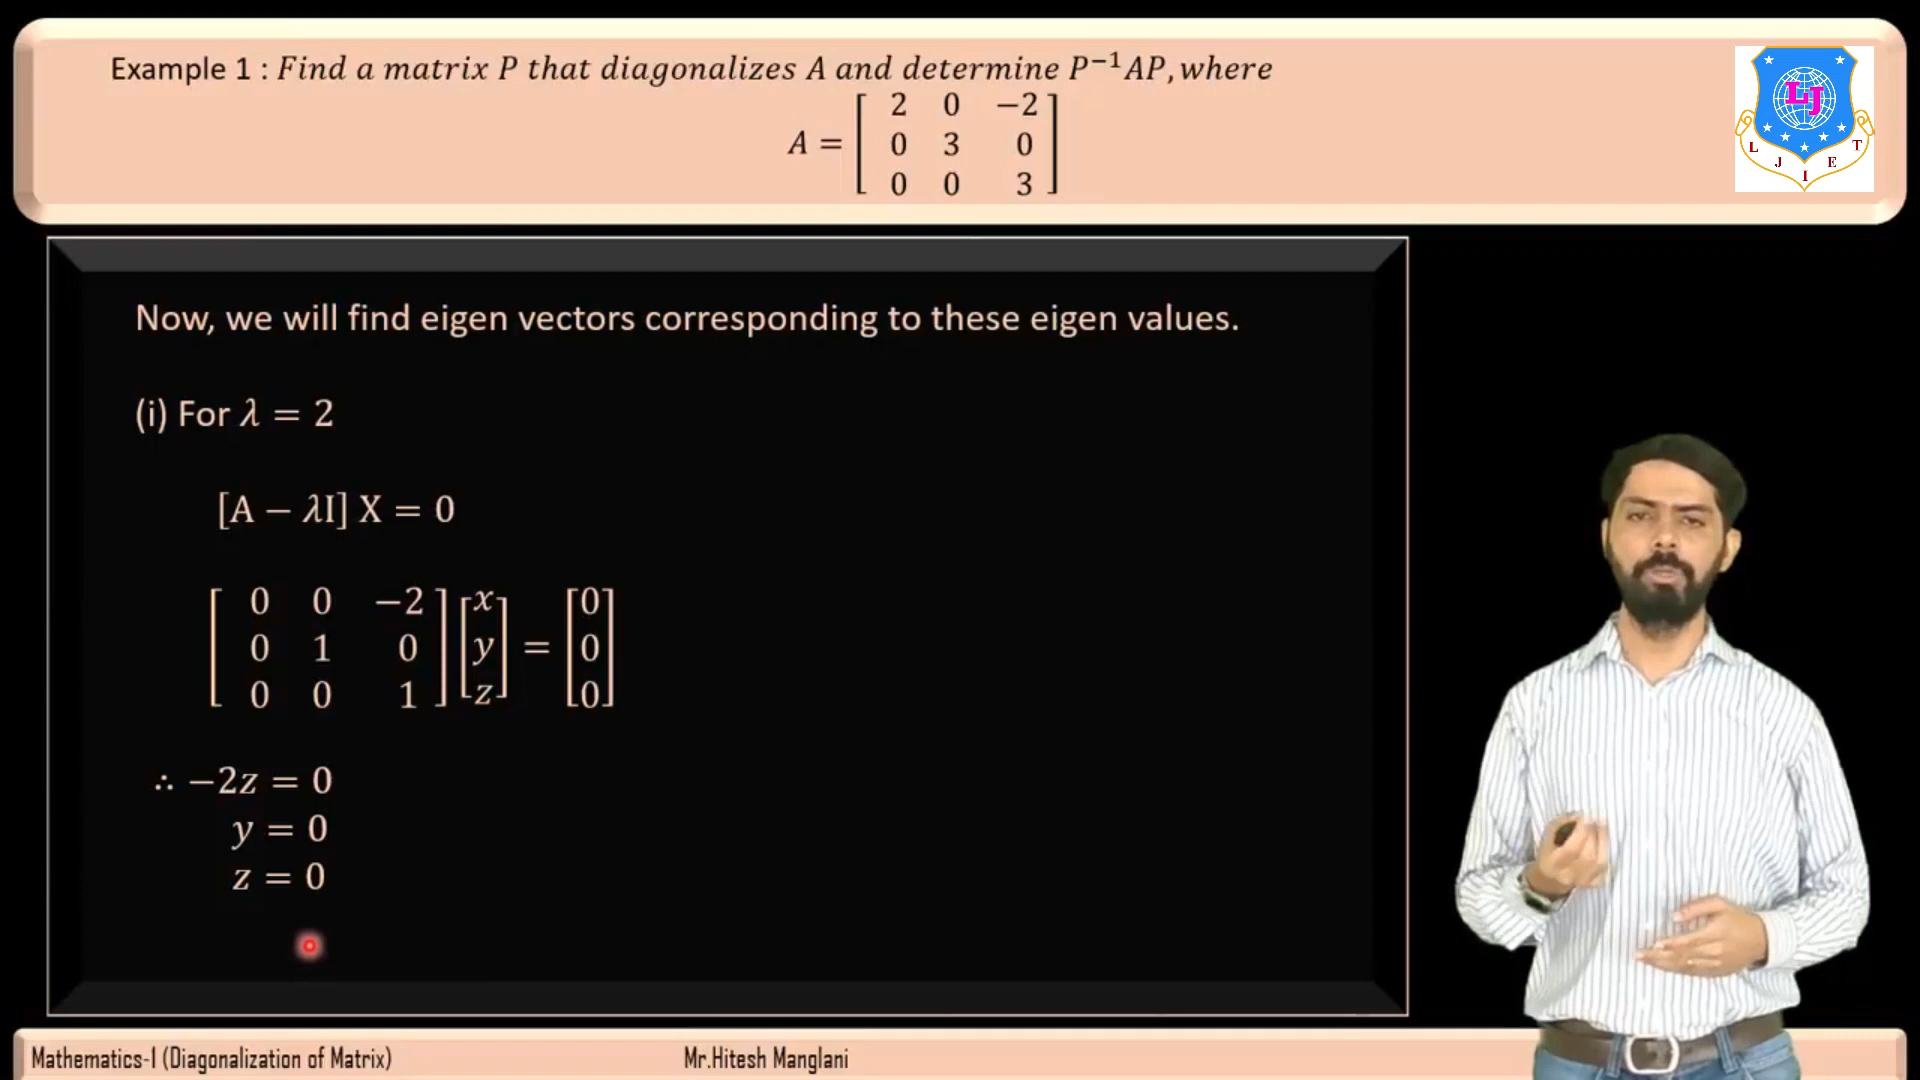 Example 1 : Find a matrix P that diagonalizes A and determine P⁻¹AP, where
A = [ 2 0 −2
0 3 0
0 0 3 ]
LJ
L J I E T
Now, we will find eigen vectors corresponding to these eigen values.
(i) For λ = 2
[A − λI] X = 0
[ 0 0 −2 ] [x] = [0]
[ 0 1 0 ] [y] = [0]
[ 0 0 1 ] [z] = [0]
∴ −2z = 0
y = 0
z = 0
Mathematics-I (Diagonalization of Matrix) Mr.Hitesh Manglani